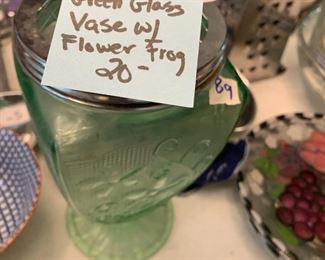 Green Glass
Vase w/
Flower Frog
20-
89